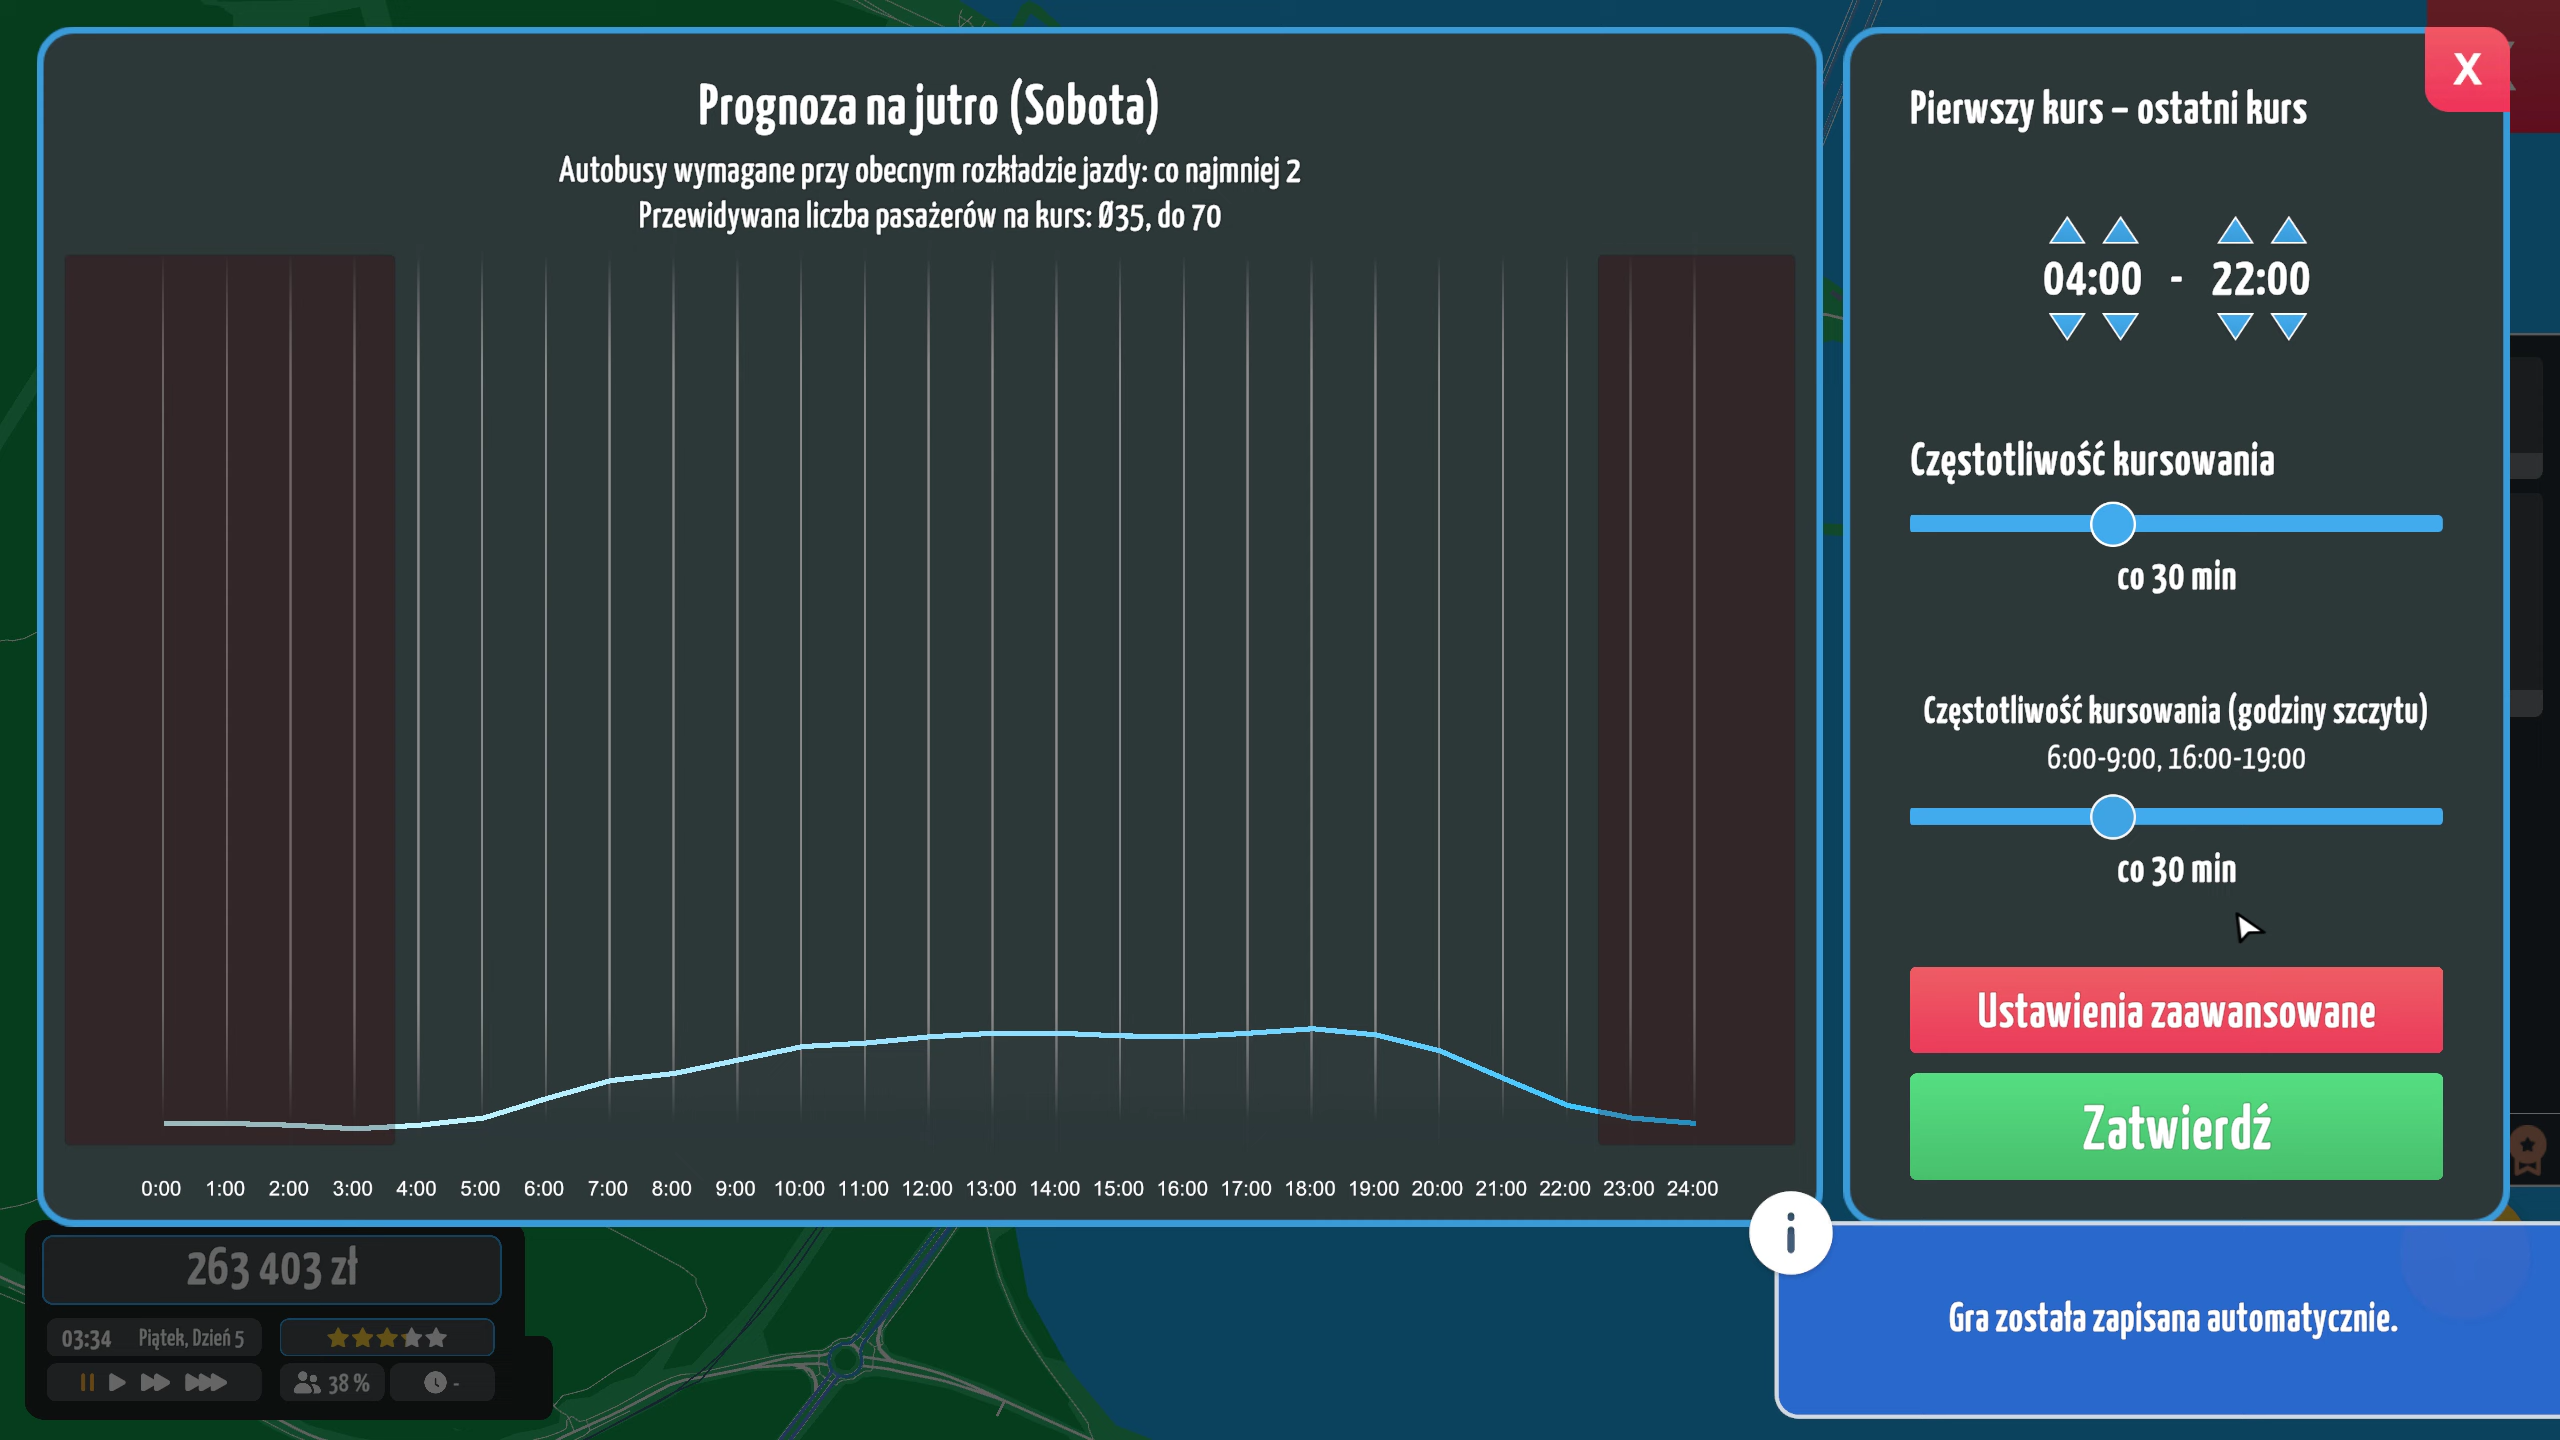 Prognoza na jutro (Sobota)
Autobusy wymagane przy obecnym rozkładzie jazdy: co najmniej 2
Przewidywana liczba pasażerów na kurs: Ø35, do 70
0:00 1:00 2:00 3:00 4:00 5:00 6:00 7:00 8:00 9:00 10:00 11:00 12:00 13:00 14:00 15:00 16:00 17:00 18:00 19:00 20:00 21:00 22:00 23:00 24:00
X
Pierwszy kurs – ostatni kurs
04:00 - 22:00
Częstotliwość kursowania
co 30 min
Częstotliwość kursowania (godziny szczytu)
6:00-9:00, 16:00-19:00
co 30 min
Ustawienia zaawansowane
Zatwierdź
263 403 zł
03:34 Piątek, Dzień 5
38 % -
i
Gra została zapisana automatycznie.